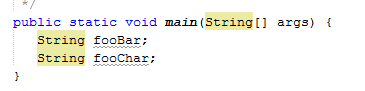 */
public static void main(String[] args) {
String fooBar;
String fooChar;
}